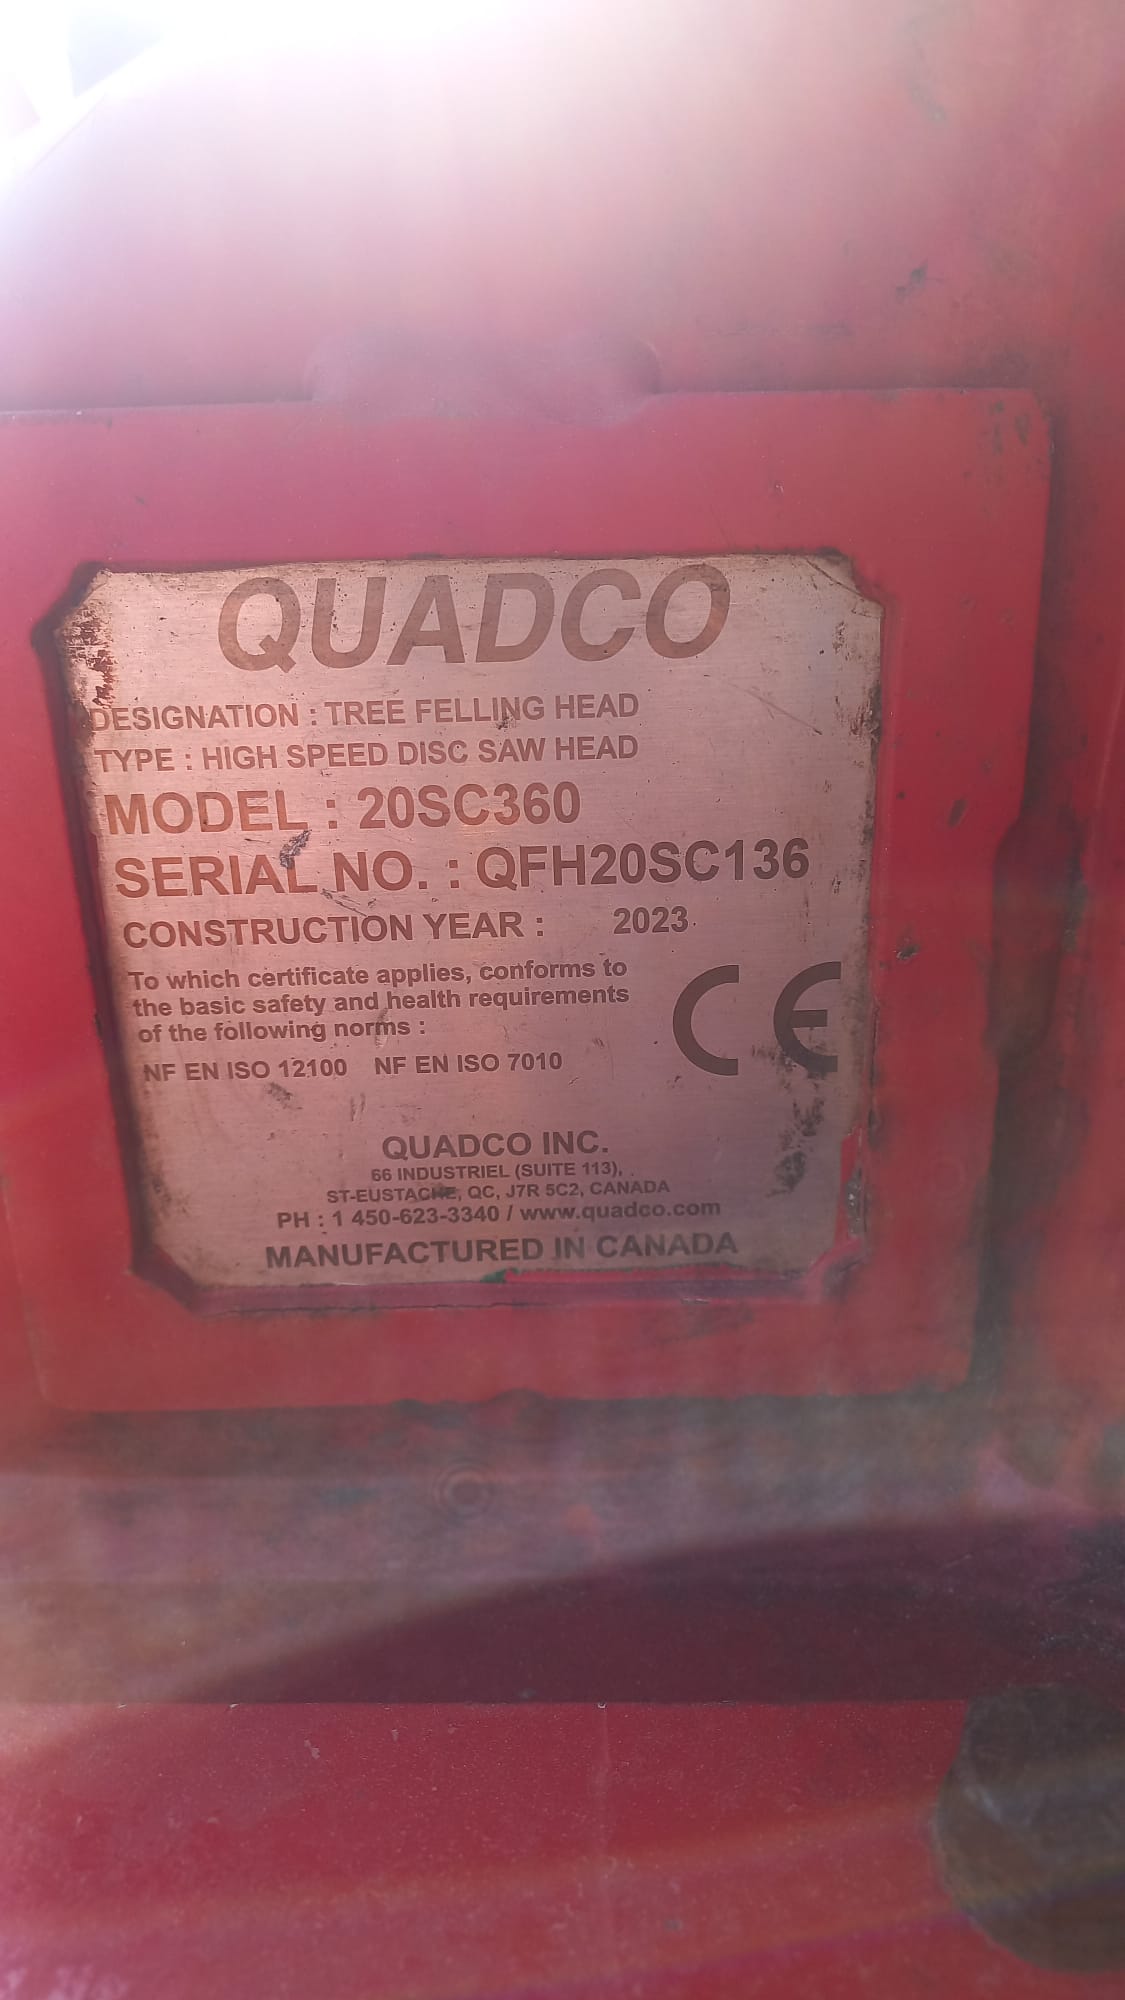 QUADCO
DESIGNATION : TREE FELLING HEAD
TYPE : HIGH SPEED DISC SAW HEAD
MODEL : 20SC360
SERIAL NO. : QFH20SC136
CONSTRUCTION YEAR : 2023
To which certificate applies, conforms to
the basic safety and health requirements
of the following norms :
CE
NF EN ISO 12100 NF EN ISO 7010
QUADCO INC.
66 INDUSTRIEL (SUITE 113),
ST-EUSTACHE, QC, J7R 5C2, CANADA
PH : 1 450-623-3340 / www.quadco.com
MANUFACTURED IN CANADA